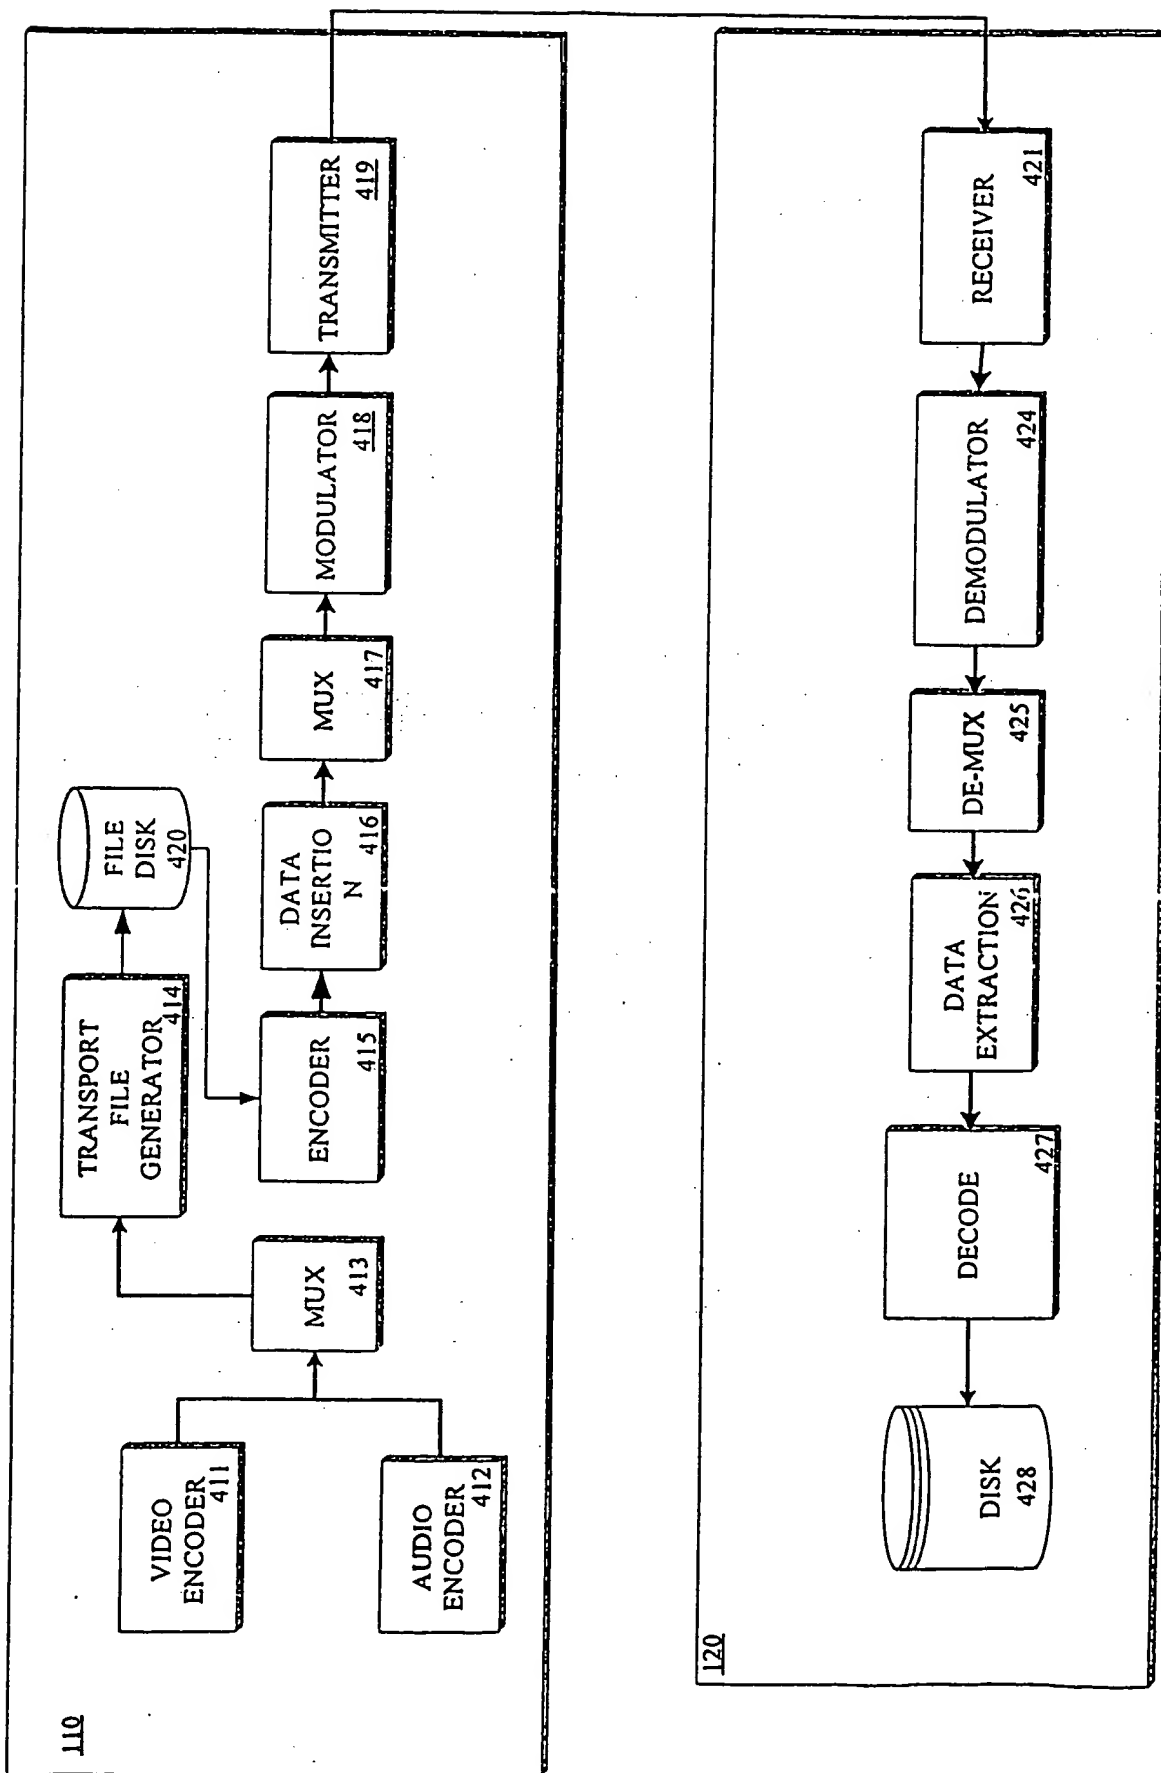 110
VIDEO
ENCODER
411
AUDIO
ENCODER
412
MUX
413
TRANSPORT
FILE
GENERATOR
414
FILE
DISK
420
ENCODER
415
DATA
INSERTIO
N
416
MUX
417
MODULATOR
418
TRANSMITTER
419
120
RECEIVER
421
DEMODULATOR
424
DE-MUX
425
DATA
EXTRACTION
426
DECODE
427
DISK
428